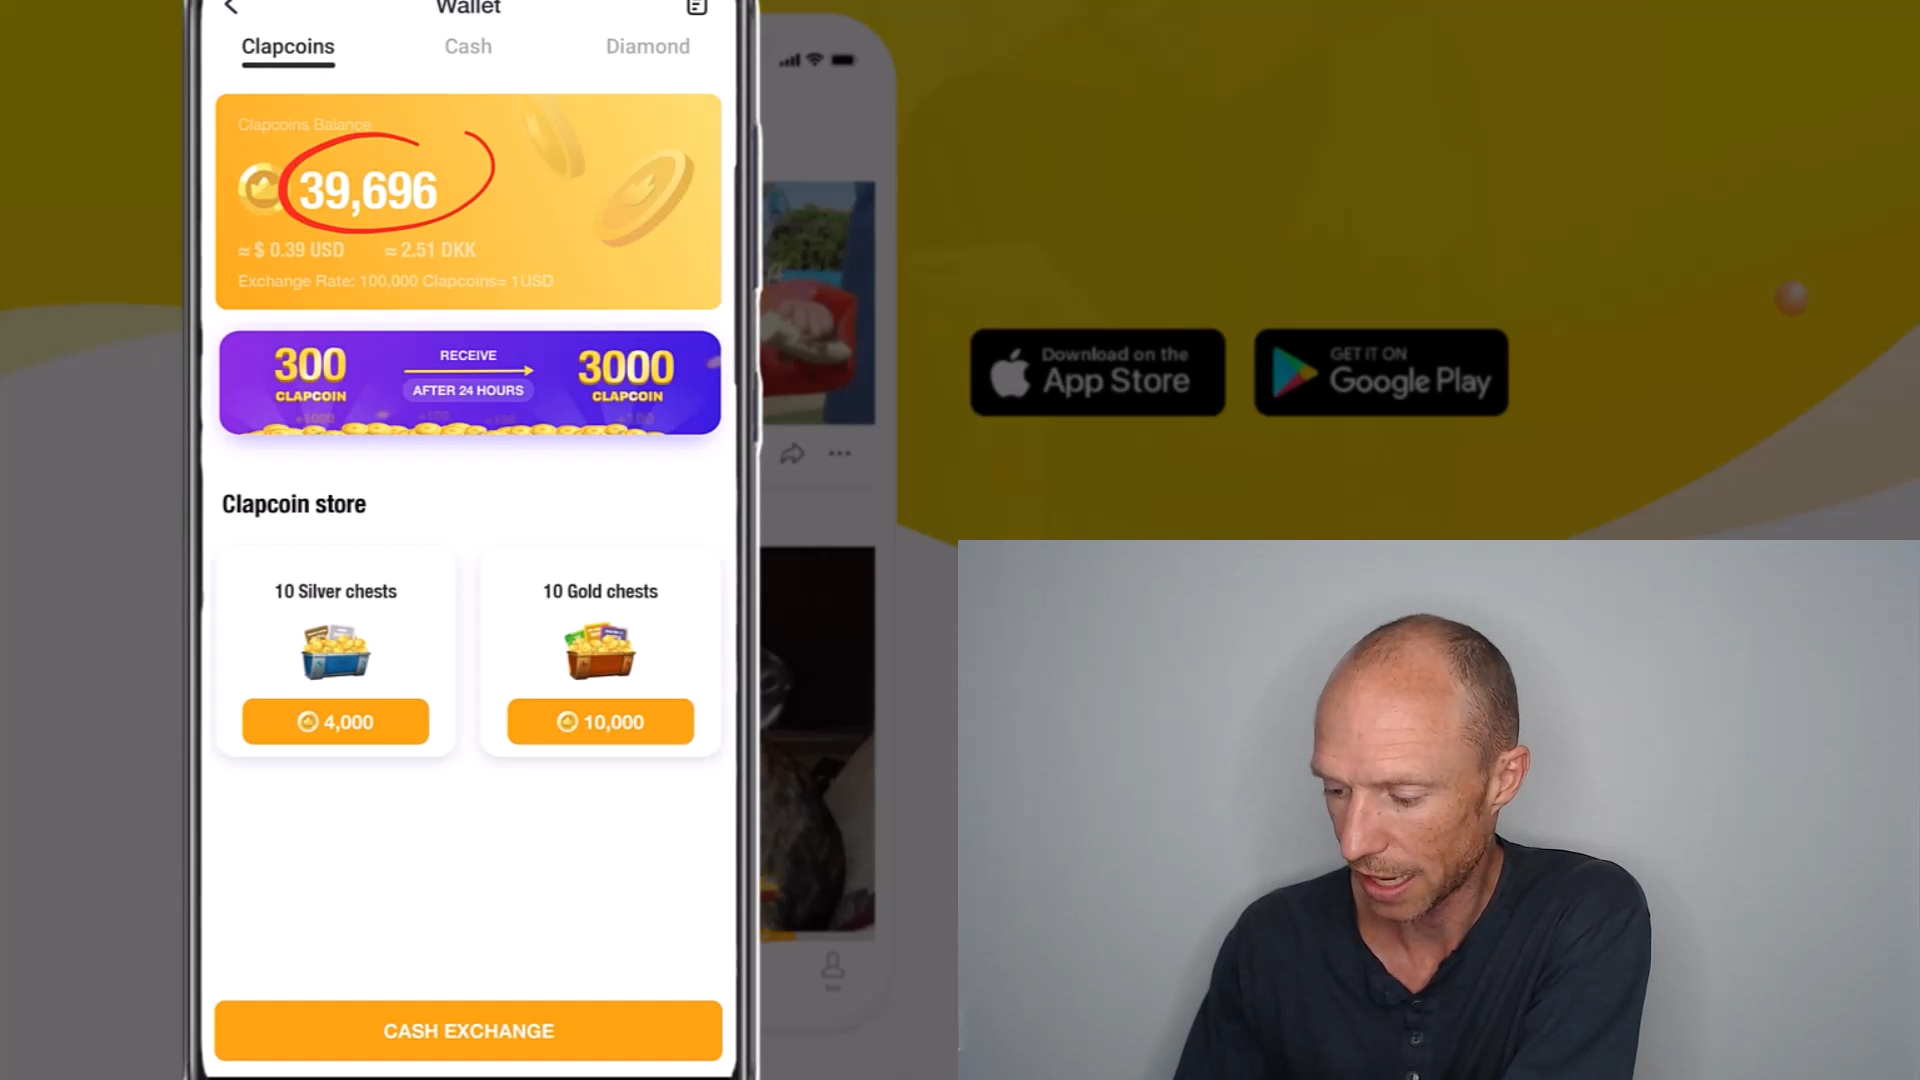 Wallet
Clapcoins
Cash
Diamond
Clapcoins Balance
39,696
≈ $ 0.39 USD
≈ 2.51 DKK
Exchange Rate: 100,000 Clapcoins= 1USD
300
CLAPCOIN
RECEIVE
AFTER 24 HOURS
3000
CLAPCOIN
Clapcoin store
10 Silver chests
10 Gold chests
4,000
10,000
CASH EXCHANGE
Download on the
App Store
GET IT ON
Google Play